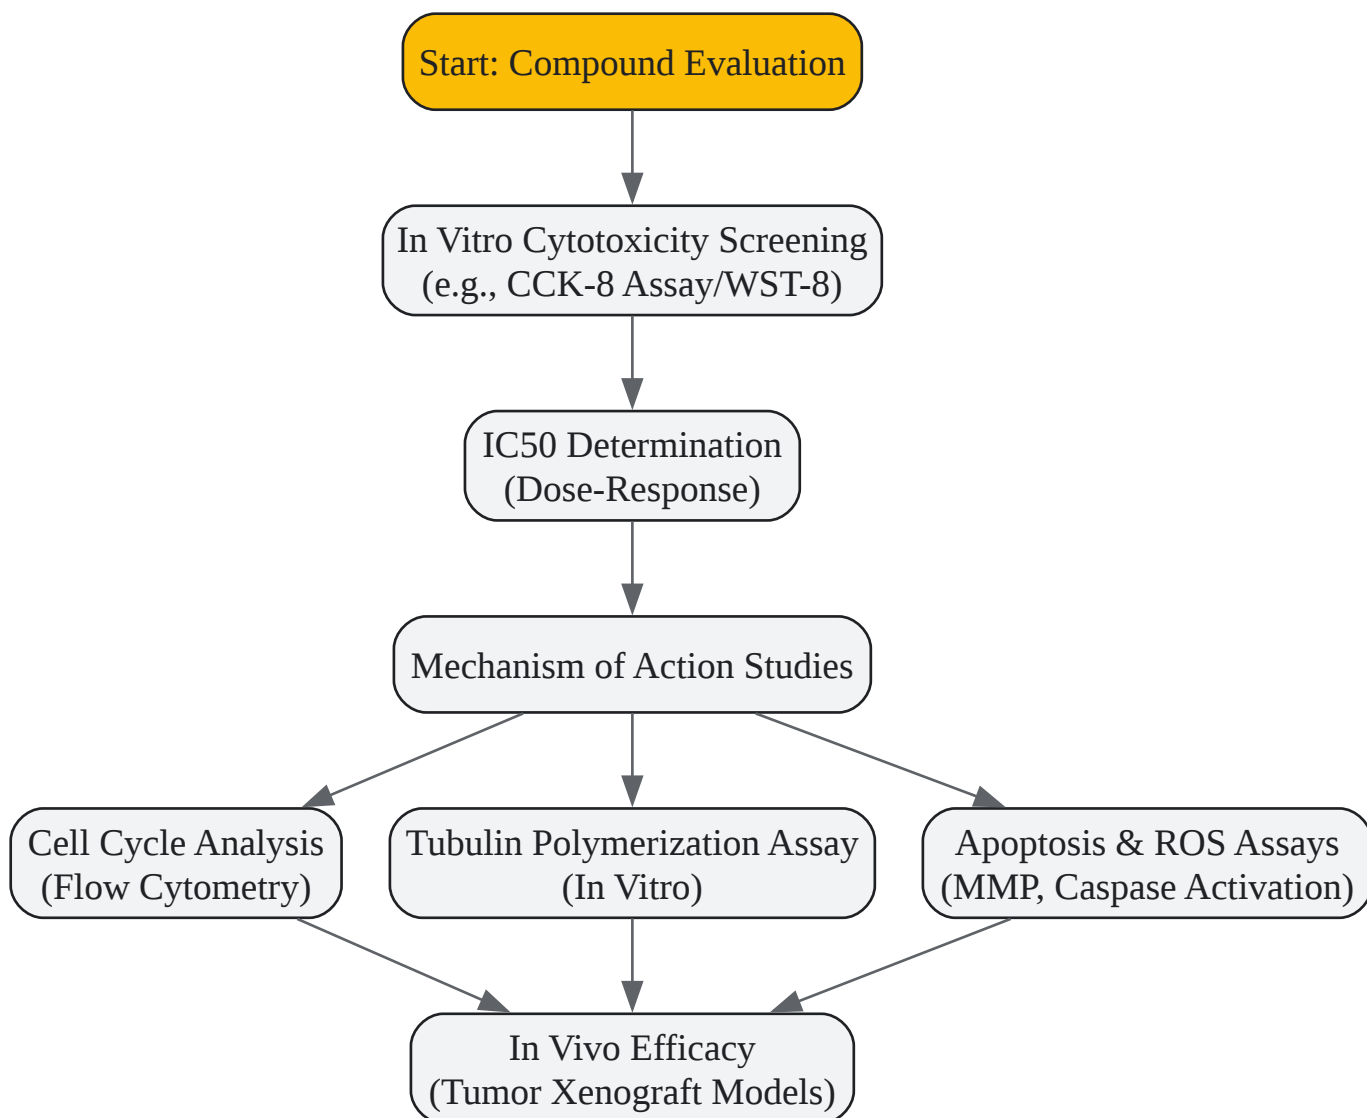 Start: Compound Evaluation
In Vitro Cytotoxicity Screening
(e.g., CCK-8 Assay/WST-8)
IC50 Determination
(Dose-Response)
Mechanism of Action Studies
Cell Cycle Analysis
(Flow Cytometry)
Tubulin Polymerization Assay
(In Vitro)
Apoptosis & ROS Assays
(MMP, Caspase Activation)
In Vivo Efficacy
(Tumor Xenograft Models)